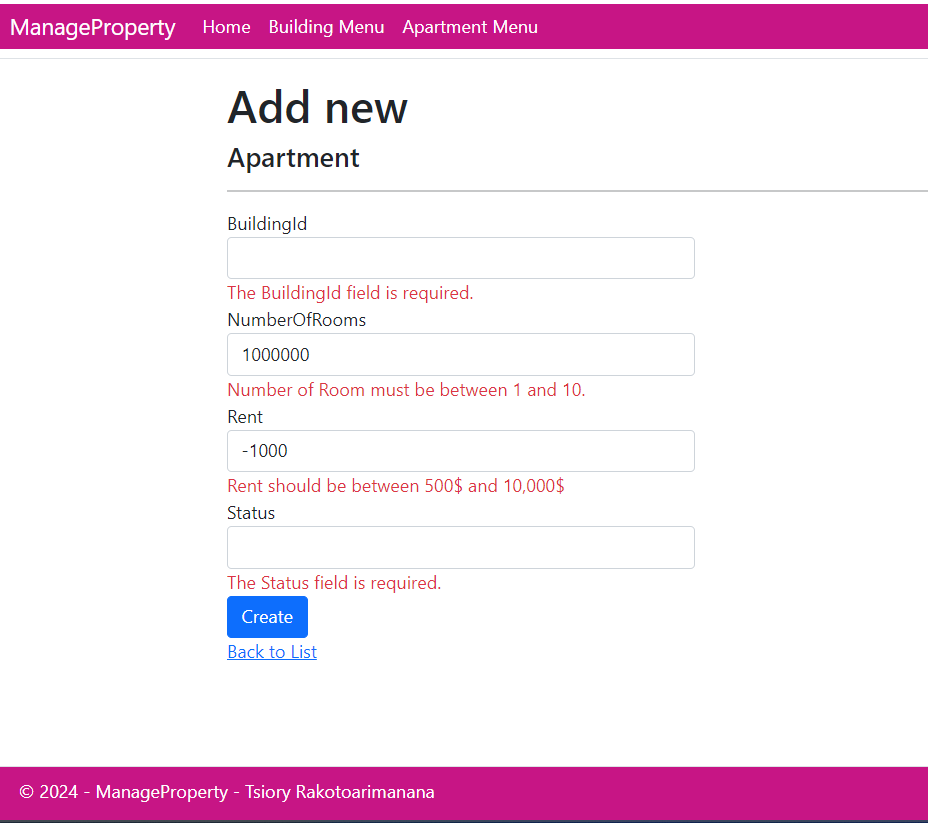 ManageProperty Home Building Menu Apartment Menu
Add new
Apartment
BuildingId
The BuildingId field is required.
NumberOfRooms
1000000
Number of Room must be between 1 and 10.
Rent
-1000
Rent should be between 500$ and 10,000$
Status
The Status field is required.
Create
Back to List
© 2024 - ManageProperty - Tsiory Rakotoarimanana